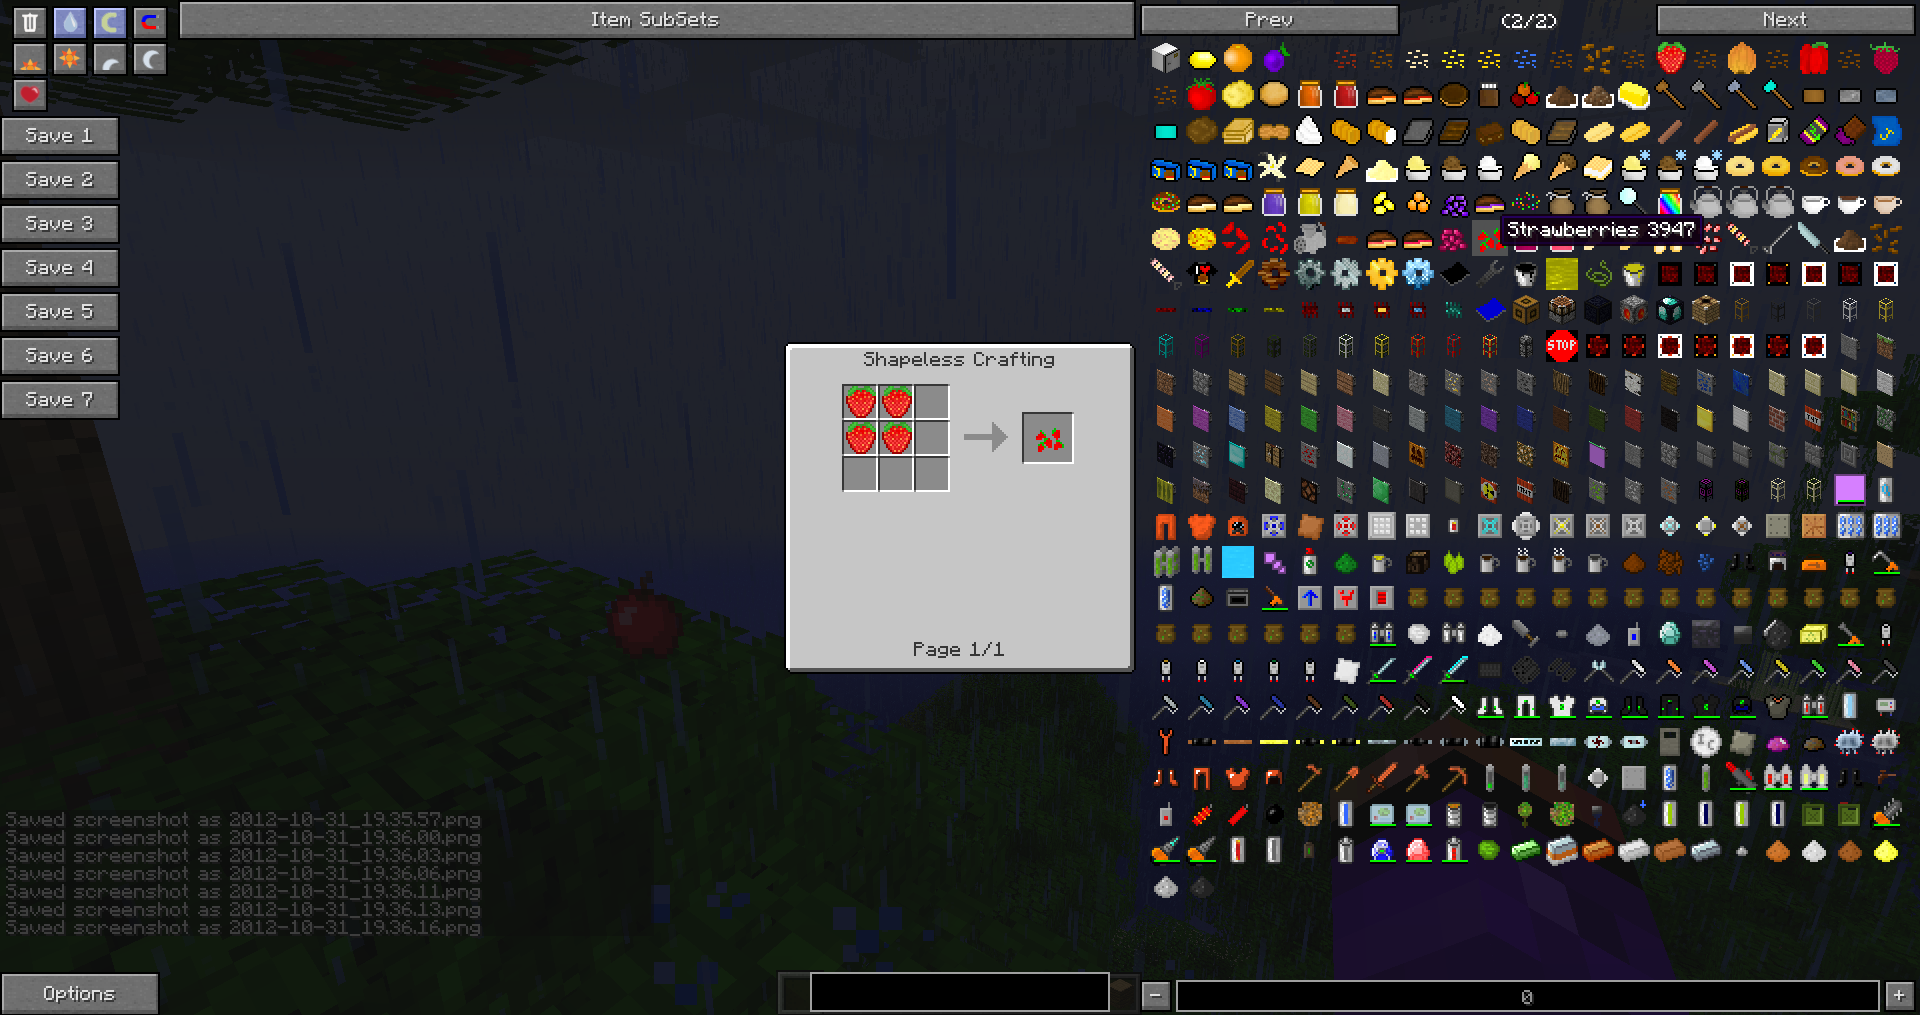 Item SubSets
Prev
(2/2)
Next
Save 1
Save 2
Save 3
Save 4
Save 5
Save 6
Save 7
Strawberries 3947
STOP
Shapeless Crafting
Page 1/1
Saved screenshot as 2012-10-31_19.35.57.png
Saved screenshot as 2012-10-31_19.36.00.png
Saved screenshot as 2012-10-31_19.36.03.png
Saved screenshot as 2012-10-31_19.36.06.png
Saved screenshot as 2012-10-31_19.36.11.png
Saved screenshot as 2012-10-31_19.36.13.png
Saved screenshot as 2012-10-31_19.36.16.png
Options
-
0
+